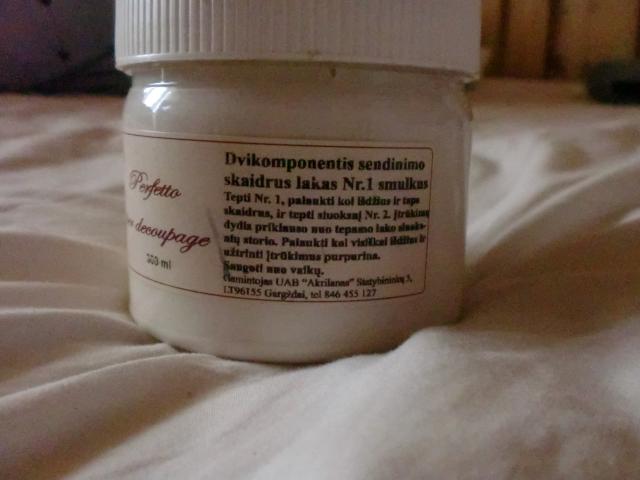 Perfetto
decoupage
ml
Dvikomponentis sendinimo
skaidrus lakas Nr.1 smulkus
Tepti Nr. 1, palaukti kol išdžius ir taps
skaidrus, ir tepti sluoksnį Nr. 2. Įtrūkimų
dydis priklauso nuo tepamo lako sluoks-
nių storio. Palaukti kol visiškai išdžius ir
užtrinti įtrūkimus purpurina.
Saugoti nuo vaikų.
Gamintojas UAB "Akrilanas" Statybininkų 3,
LT96155 Gargždai, tel 846 455 127